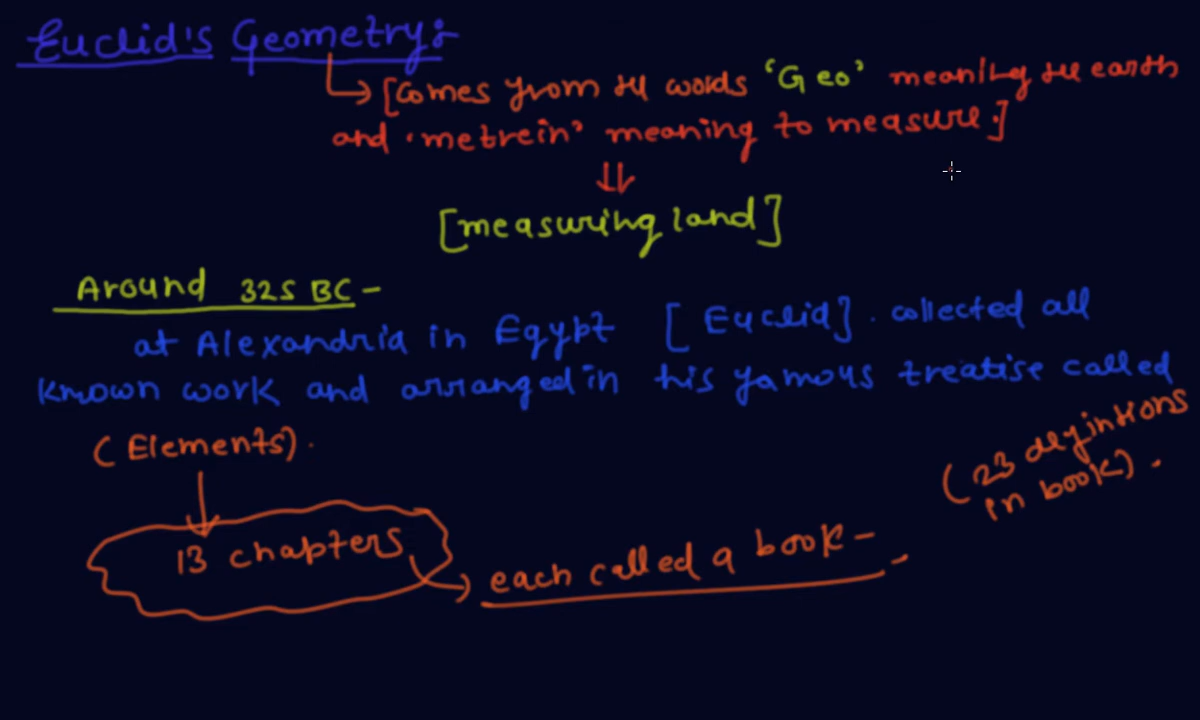 Euclid's Geometry:
[Comes from the words 'Geo' meaning the earth
and 'metrein' meaning to measure.]
[measuring land]
Around 325 BC -
at Alexandria in Egypt [Euclid]. collected all
known work and arranged in his famous treatise called
(Elements).
(23 defintions
in book).
13 chapters
each called a book -